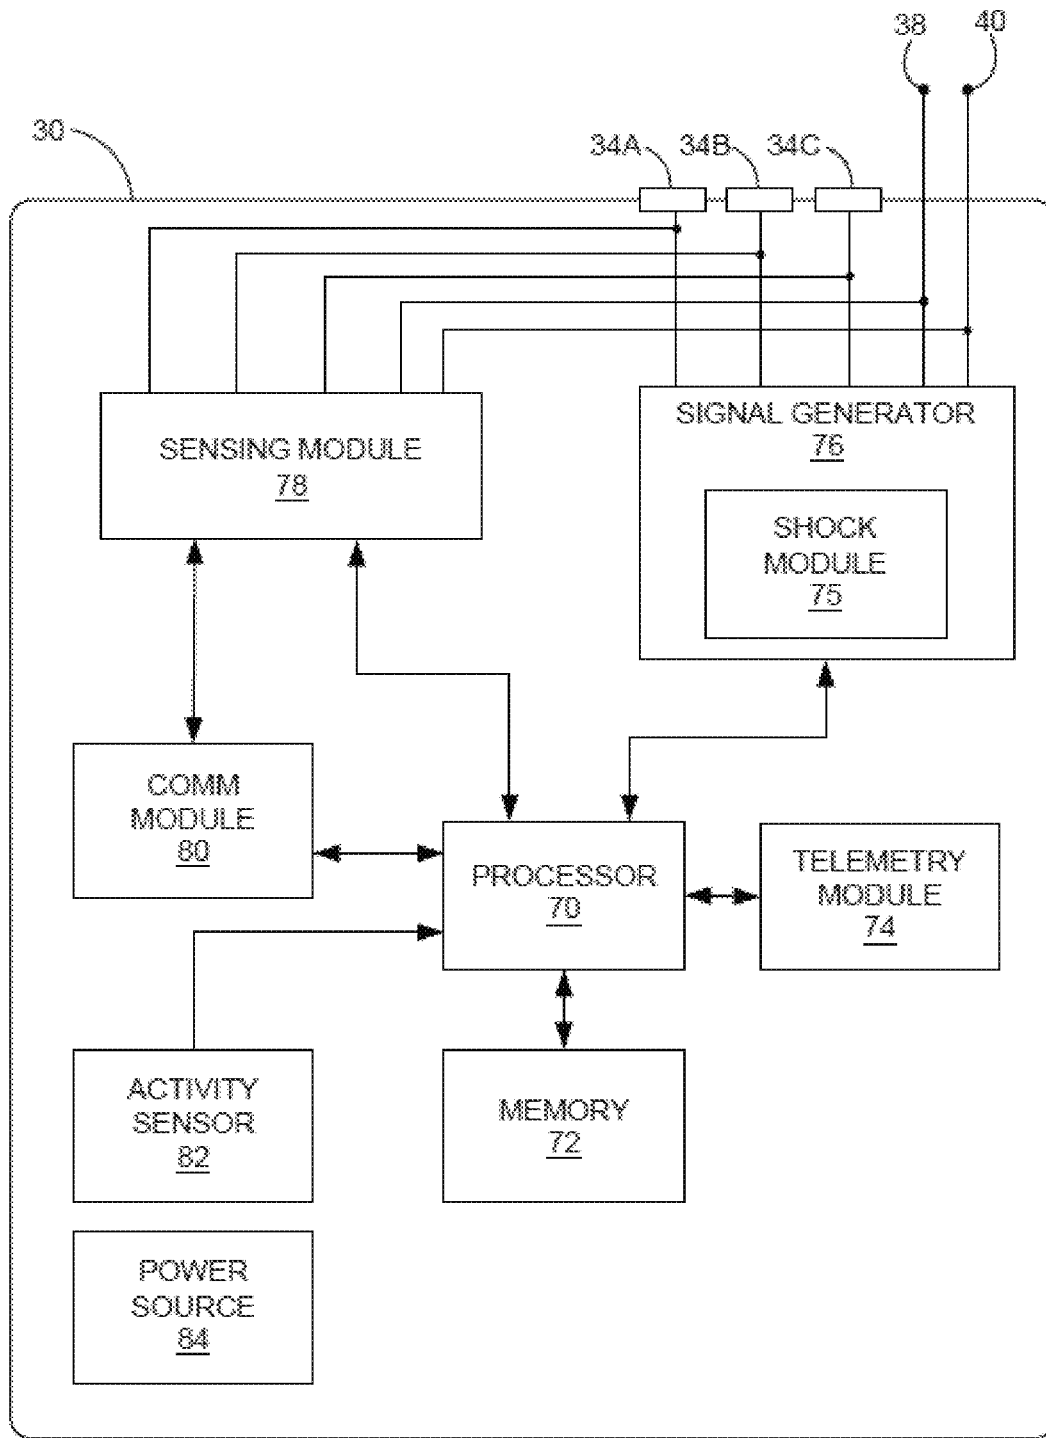 38
40
30
34A
34B
34C
SENSING MODULE
78
SIGNAL GENERATOR
76
SHOCK
MODULE
75
COMM
MODULE
80
PROCESSOR
70
TELEMETRY
MODULE
74
ACTIVITY
SENSOR
82
MEMORY
72
POWER
SOURCE
84